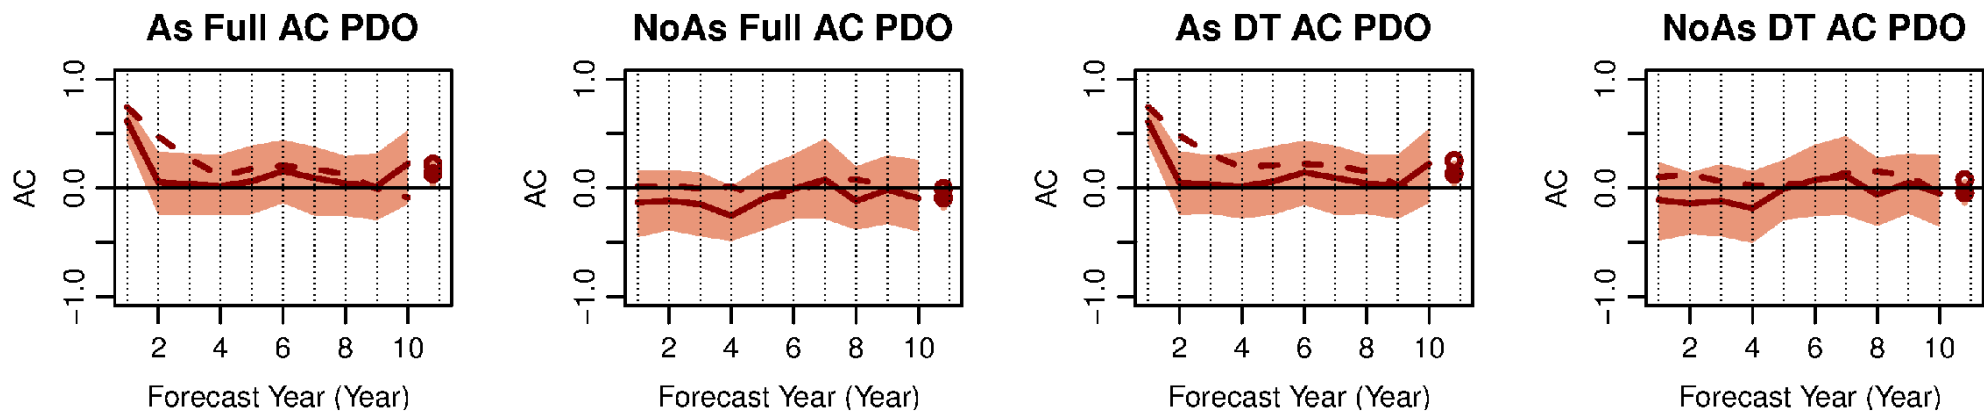 As Full AC PDO
AC
1.0
0.0
−1.0
2 4 6 8 10
Forecast Year (Year)
NoAs Full AC PDO
AC
1.0
0.0
−1.0
2 4 6 8 10
Forecast Year (Year)
As DT AC PDO
AC
1.0
0.0
−1.0
2 4 6 8 10
Forecast Year (Year)
NoAs DT AC PDO
AC
1.0
0.0
−1.0
2 4 6 8 10
Forecast Year (Year)